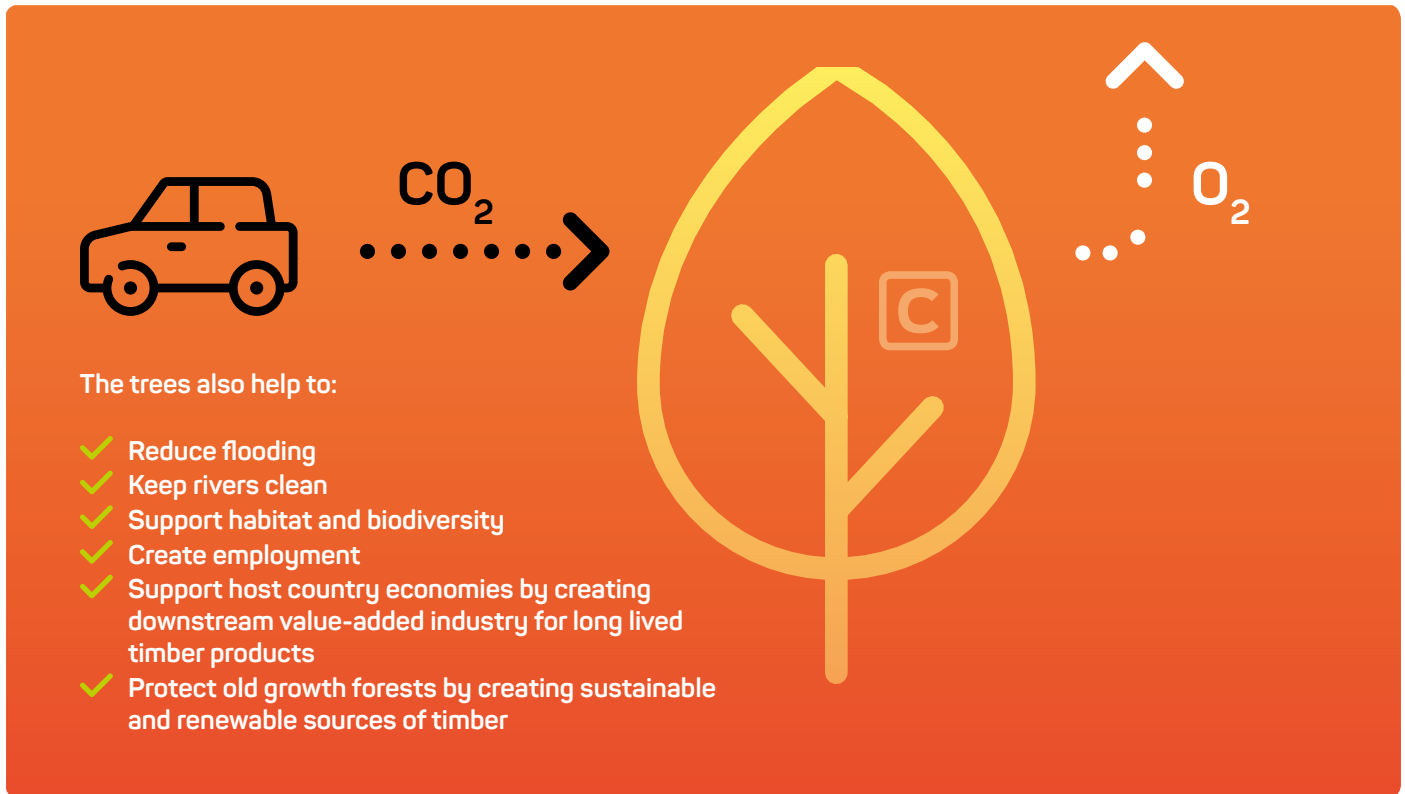 CO₂
O₂
C
The trees also help to:
Reduce flooding
Keep rivers clean
Support habitat and biodiversity
Create employment
Support host country economies by creating
downstream value-added industry for long lived
timber products
Protect old growth forests by creating sustainable
and renewable sources of timber